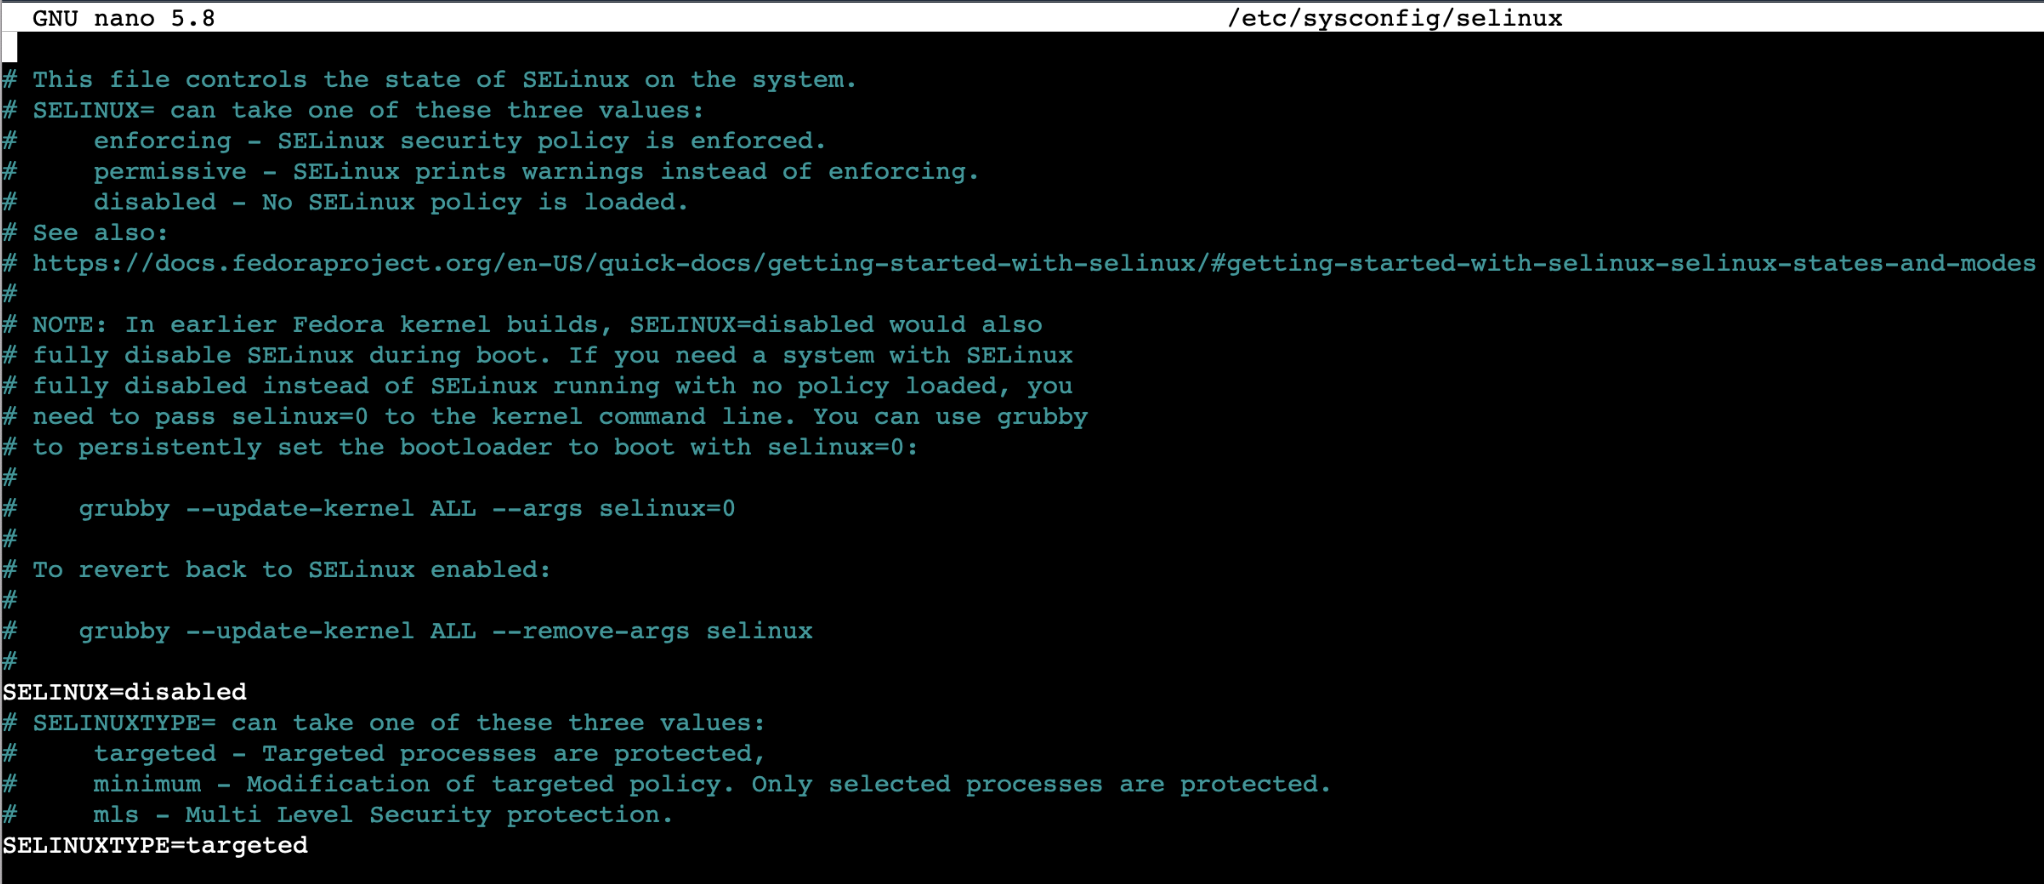 GNU nano 5.8 /etc/sysconfig/selinux
# This file controls the state of SELinux on the system.
# SELINUX= can take one of these three values:
#     enforcing - SELinux security policy is enforced.
#     permissive - SELinux prints warnings instead of enforcing.
#     disabled - No SELinux policy is loaded.
# See also:
# https://docs.fedoraproject.org/en-US/quick-docs/getting-started-with-selinux/#getting-started-with-selinux-selinux-states-and-modes
#
# NOTE: In earlier Fedora kernel builds, SELINUX=disabled would also
# fully disable SELinux during boot. If you need a system with SELinux
# fully disabled instead of SELinux running with no policy loaded, you
# need to pass selinux=0 to the kernel command line. You can use grubby
# to persistently set the bootloader to boot with selinux=0:
#
#    grubby --update-kernel ALL --args selinux=0
#
# To revert back to SELinux enabled:
#
#    grubby --update-kernel ALL --remove-args selinux
#
SELINUX=disabled
# SELINUXTYPE= can take one of these three values:
#     targeted - Targeted processes are protected,
#     minimum - Modification of targeted policy. Only selected processes are protected.
#     mls - Multi Level Security protection.
SELINUXTYPE=targeted